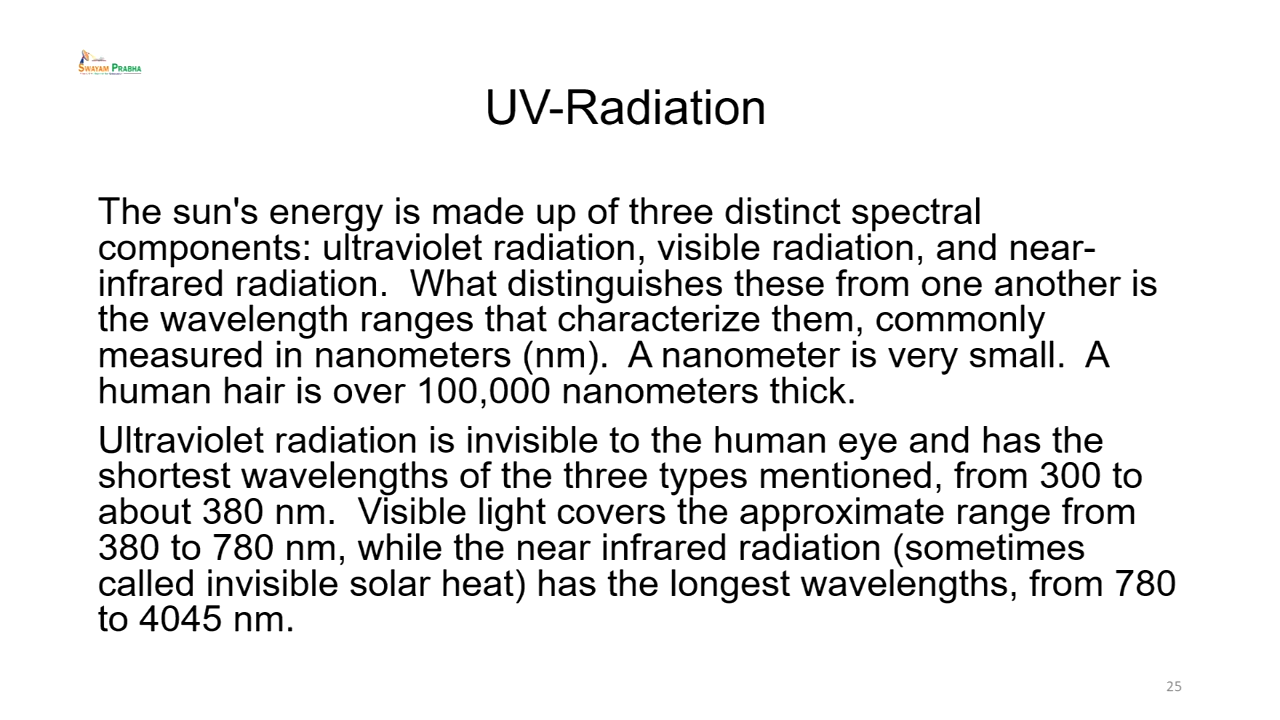 SWAYAM PRABHA
UV-Radiation
The sun's energy is made up of three distinct spectral
components: ultraviolet radiation, visible radiation, and near-
infrared radiation.  What distinguishes these from one another is
the wavelength ranges that characterize them, commonly
measured in nanometers (nm).  A nanometer is very small.  A
human hair is over 100,000 nanometers thick.
Ultraviolet radiation is invisible to the human eye and has the
shortest wavelengths of the three types mentioned, from 300 to
about 380 nm.  Visible light covers the approximate range from
380 to 780 nm, while the near infrared radiation (sometimes
called invisible solar heat) has the longest wavelengths, from 780
to 4045 nm.
25